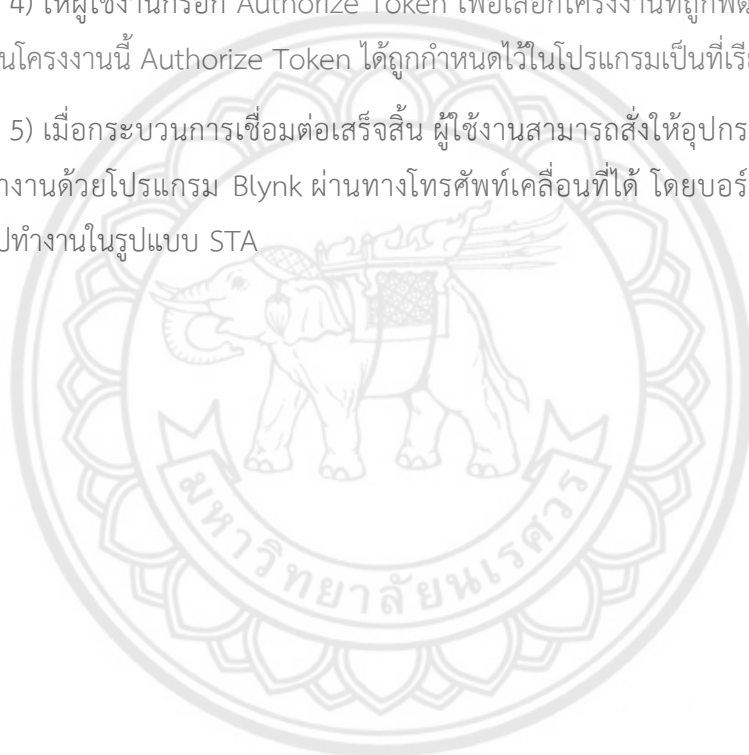 4) ให้ผู้ใช้งานกรอก Authorize Token เพื่อเลือกโครงงานที่ถูกพัฒ
นโครงงานนี้ Authorize Token ได้ถูกกำหนดไว้ในโปรแกรมเป็นที่เรีย
5) เมื่อกระบวนการเชื่อมต่อเสร็จสิ้น ผู้ใช้งานสามารถสั่งให้อุปกร
างานด้วยโปรแกรม Blynk ผ่านทางโทรศัพท์เคลื่อนที่ได้ โดยบอร์
ปทำงานในรูปแบบ STA
มหาวิทยาลัยนเรศวร